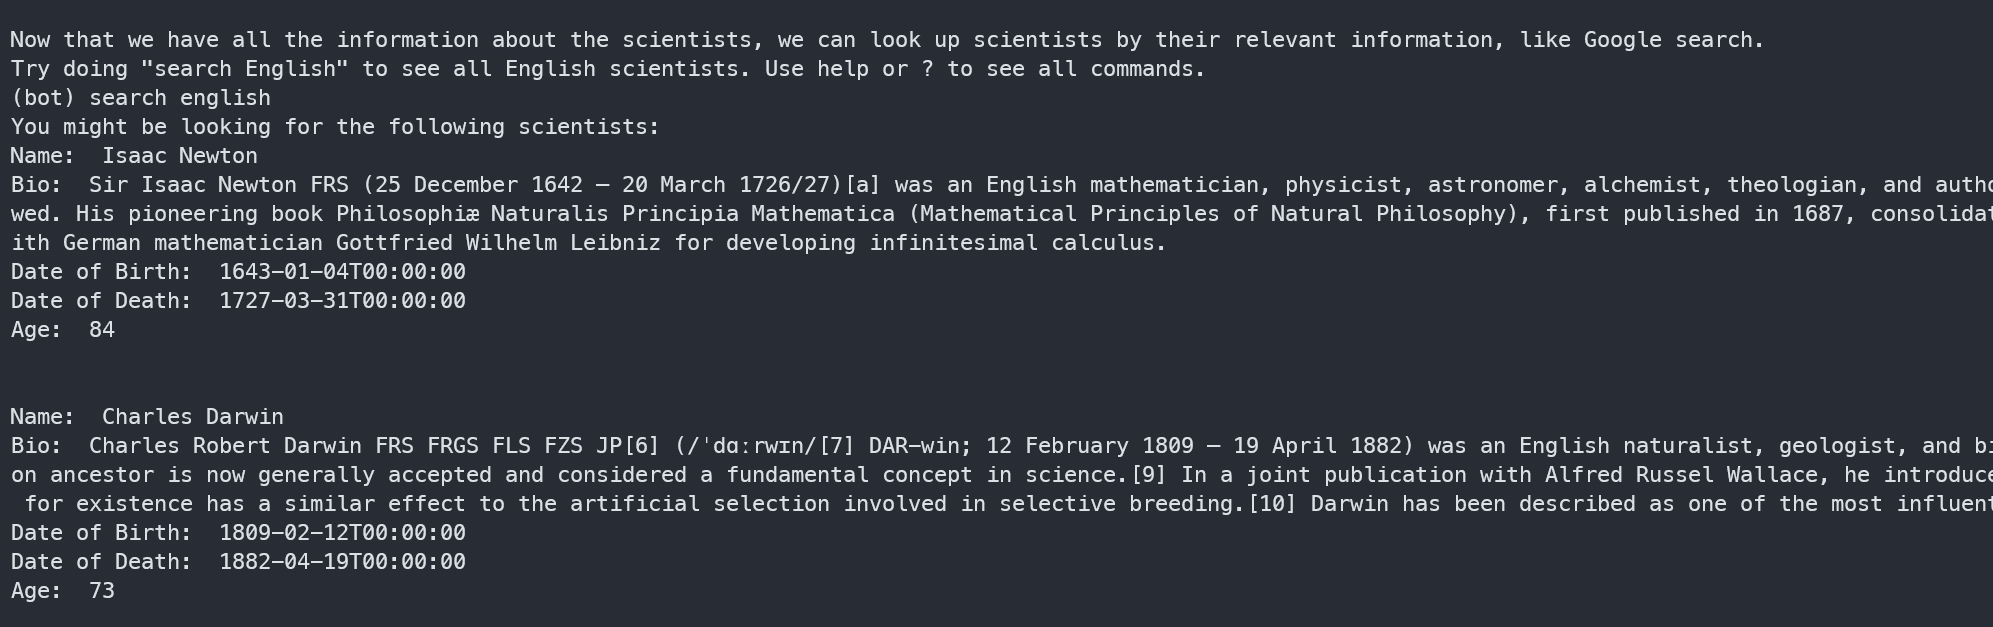 Now that we have all the information about the scientists, we can look up scientists by their relevant information, like Google search.
Try doing "search English" to see all English scientists. Use help or ? to see all commands.
(bot) search english
You might be looking for the following scientists:
Name:  Isaac Newton
Bio:  Sir Isaac Newton FRS (25 December 1642 – 20 March 1726/27)[a] was an English mathematician, physicist, astronomer, alchemist, theologian, and
wed. His pioneering book Philosophiæ Naturalis Principia Mathematica (Mathematical Principles of Natural Philosophy), first published in 1687,
ith German mathematician Gottfried Wilhelm Leibniz for developing infinitesimal calculus.
Date of Birth:  1643-01-04T00:00:00
Date of Death:  1727-03-31T00:00:00
Age:  84
Name:  Charles Darwin
Bio:  Charles Robert Darwin FRS FRGS FLS FZS JP[6] (/ˈdɑːrwɪn/[7] DAR-win; 12 February 1809 – 19 April 1882) was an English naturalist, geologist, and
on ancestor is now generally accepted and considered a fundamental concept in science.[9] In a joint publication with Alfred Russel Wallace, he
for existence has a similar effect to the artificial selection involved in selective breeding.[10] Darwin has been described as one of the most
Date of Birth:  1809-02-12T00:00:00
Date of Death:  1882-04-19T00:00:00
Age:  73